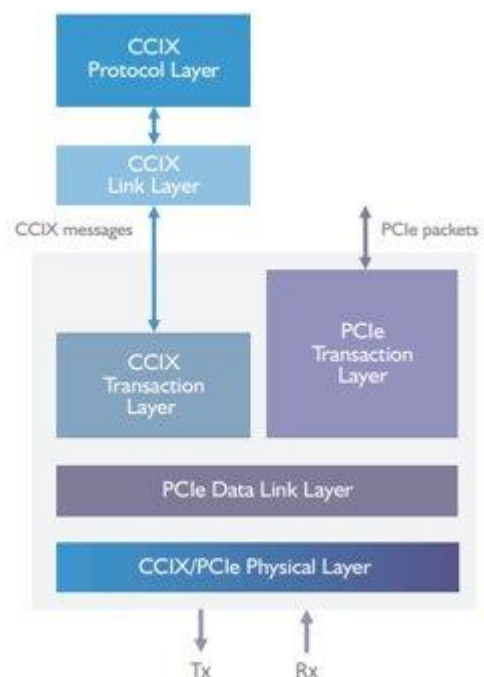 CCIX
Protocol Layer
CCIX
Link Layer
CCIX messages
PCIe packets
CCIX
Transaction
Layer
PCIe
Transaction
Layer
PCIe Data Link Layer
CCIX/PCIe Physical Layer
Tx
Rx